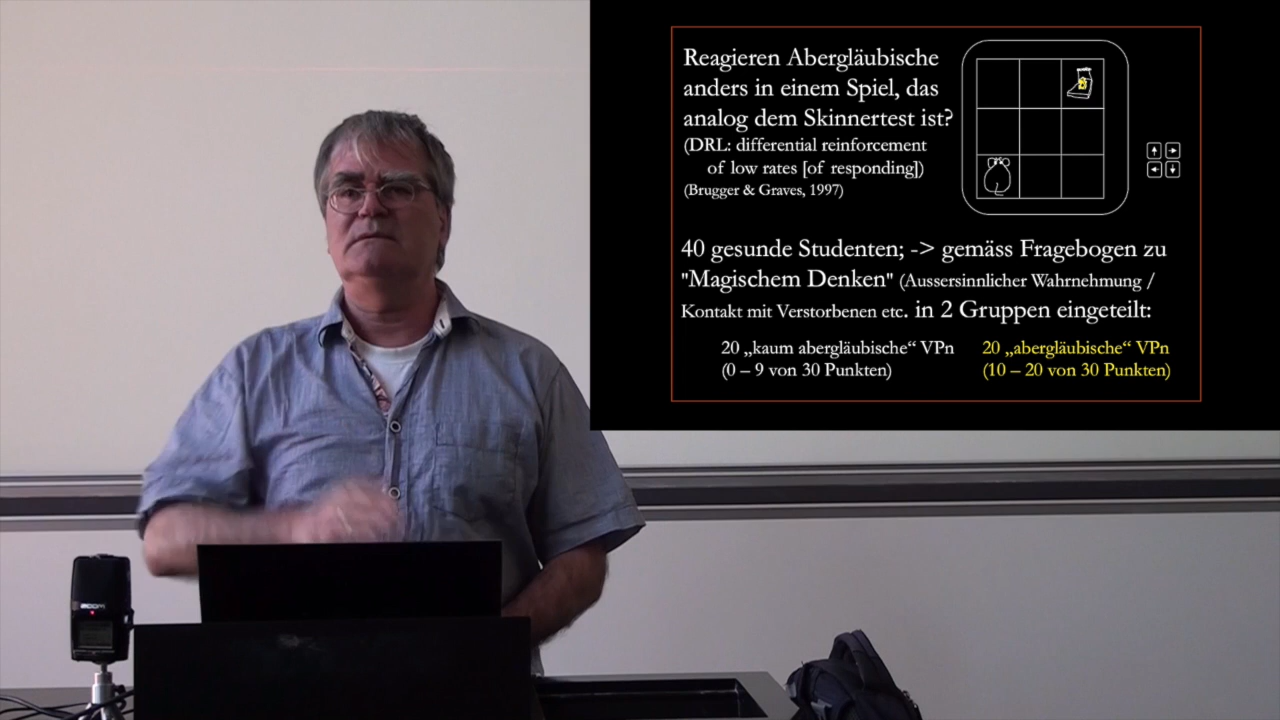 Reagieren Abergläubische
anders in einem Spiel, das
analog dem Skinnertest ist?
(DRL: differential reinforcement
of low rates [of responding])
(Brugger & Graves, 1997)
40 gesunde Studenten; -> gemäss Fragebogen zu
"Magischem Denken" (Aussersinnlicher Wahrnehmung /
Kontakt mit Verstorbenen etc. in 2 Gruppen eingeteilt:
20 „kaum abergläubische“ VPn
(0 – 9 von 30 Punkten)
20 „abergläubische“ VPn
(10 – 20 von 30 Punkten)
zoom